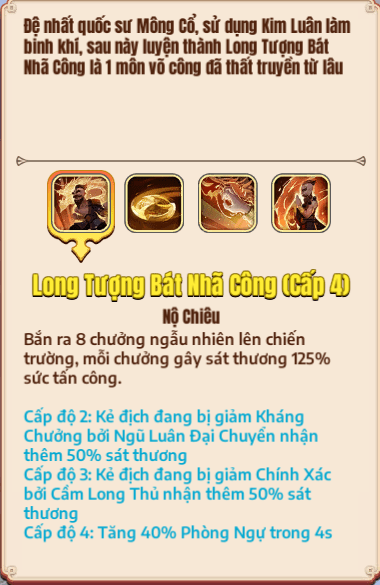 Đệ nhất quốc sư Mông Cổ, sử dụng Kim Luân làm
binh khí, sau này luyện thành Long Tượng Bát
Nhã Công là 1 môn võ công đã thất truyền từ lâu
Long Tượng Bát Nhã Công (Cấp 4)
Nộ Chiêu
Bắn ra 8 chưởng ngẫu nhiên lên chiến
trường, mỗi chưởng gây sát thương 125%
sức tấn công.
Cấp độ 2: Kẻ địch đang bị giảm Kháng
Chưởng bởi Ngũ Luân Đại Chuyển nhận
thêm 50% sát thương
Cấp độ 3: Kẻ địch đang bị giảm Chính Xác
bởi Cầm Long Thủ nhận thêm 50% sát
thương
Cấp độ 4: Tăng 40% Phòng Ngự trong 4s